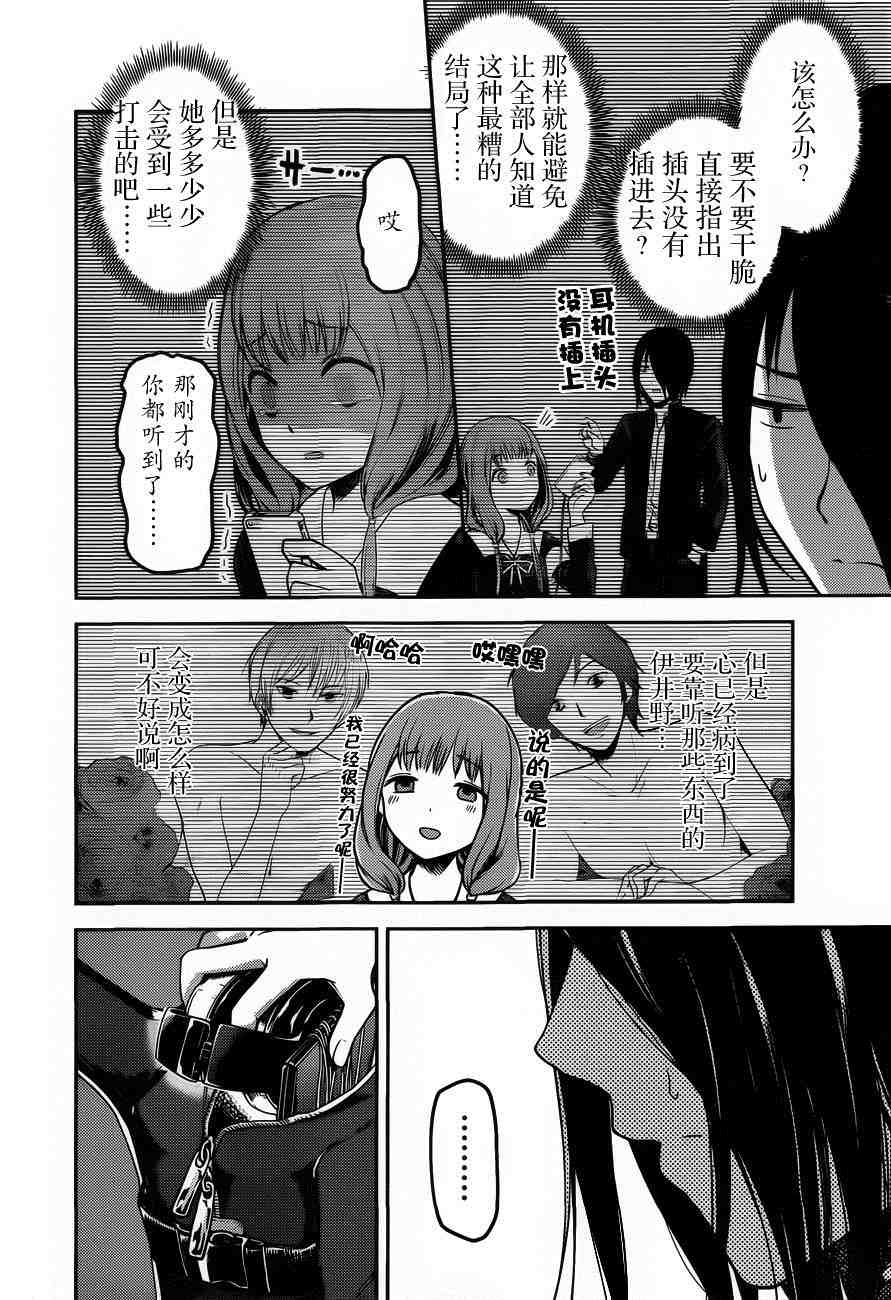 该怎么办？
要不要干脆
直接指出
插头没有
插进去？
那样就能避免
让全部人知道
这种最糟的
结局了……
耳机插头
没有插上
哎
サー…
但是
她多多少少
会受到一些
打击的吧……
那刚才的
你都听到了……
但是
心已经病到了
要靠听那些东西的
伊井野…
哎嘿嘿
说的是呢
啊哈哈
我已经很努力了呢
会变成怎么样
可不好说啊
………